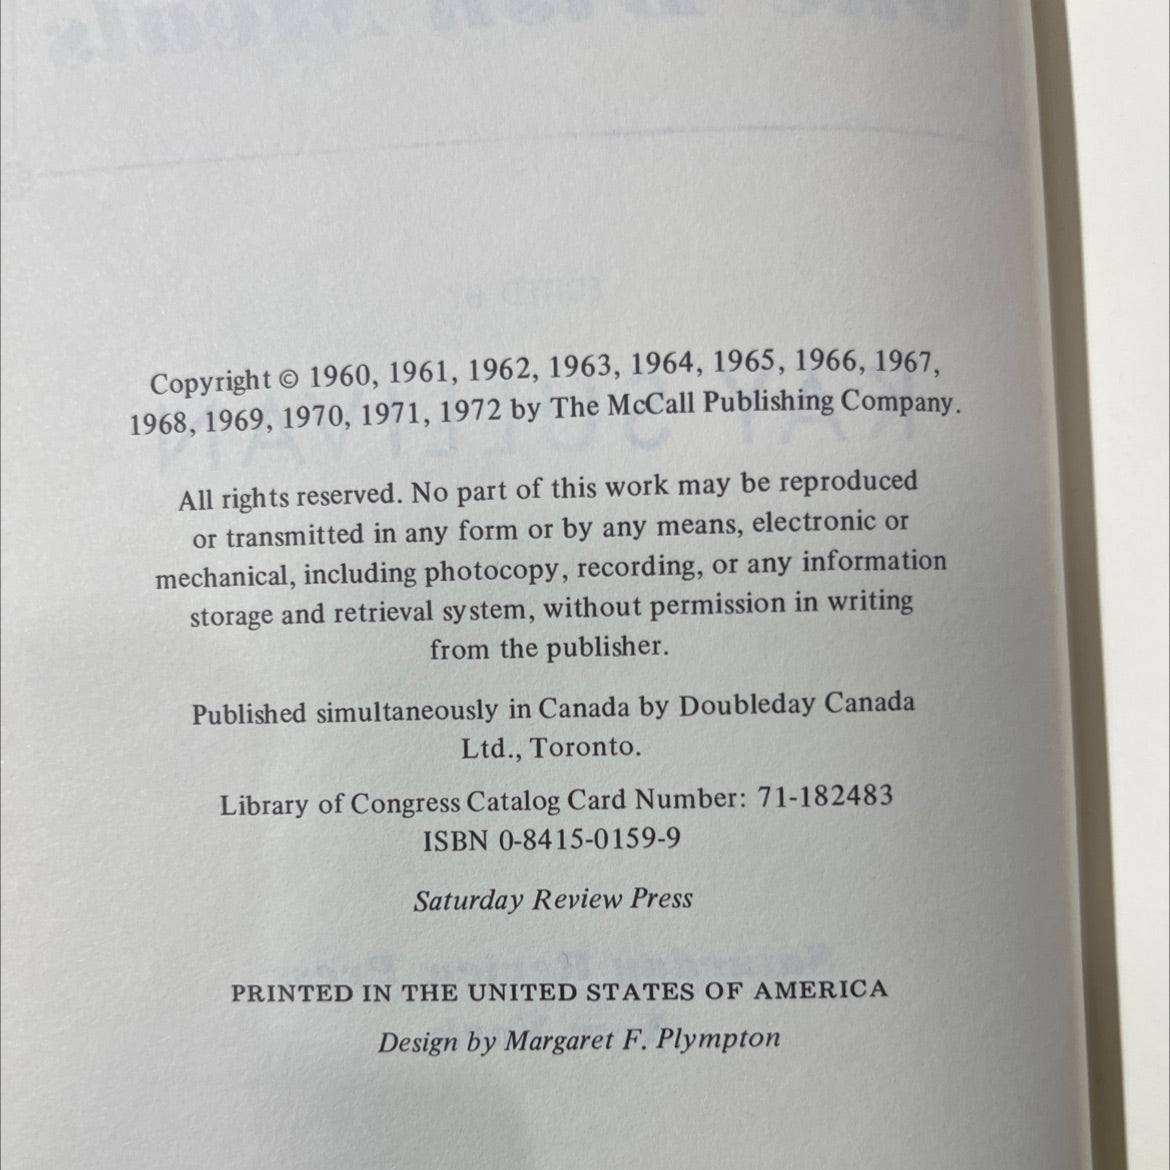 Copyright © 1960, 1961, 1962, 1963, 1964, 1965, 1966, 1967,
1968, 1969, 1970, 1971, 1972 by The McCall Publishing Company.
All rights reserved. No part of this work may be reproduced
or transmitted in any form or by any means, electronic or
mechanical, including photocopy, recording, or any information
storage and retrieval system, without permission in writing
from the publisher.
Published simultaneously in Canada by Doubleday Canada
Ltd., Toronto.
Library of Congress Catalog Card Number: 71-182483
ISBN 0-8415-0159-9
Saturday Review Press
PRINTED IN THE UNITED STATES OF AMERICA
Design by Margaret F. Plympton